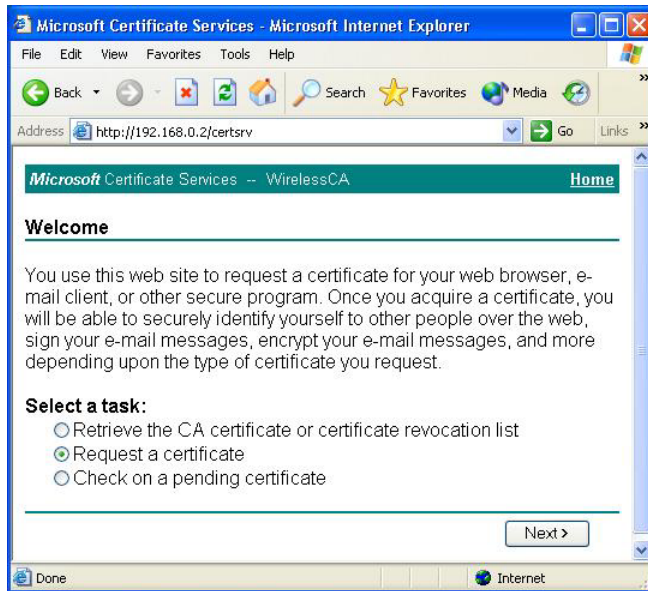 Microsoft Certificate Services - Microsoft Internet Explorer
File Edit View Favorites Tools Help
Back Search Favorites Media »
Address http://192.168.0.2/certsrv Go Links »
Microsoft Certificate Services -- WirelessCA Home
Welcome
You use this web site to request a certificate for your web browser, e-
mail client, or other secure program. Once you acquire a certificate, you
will be able to securely identify yourself to other people over the web,
sign your e-mail messages, encrypt your e-mail messages, and more
depending upon the type of certificate you request.
Select a task:
Retrieve the CA certificate or certificate revocation list
Request a certificate
Check on a pending certificate
Next >
Done Internet